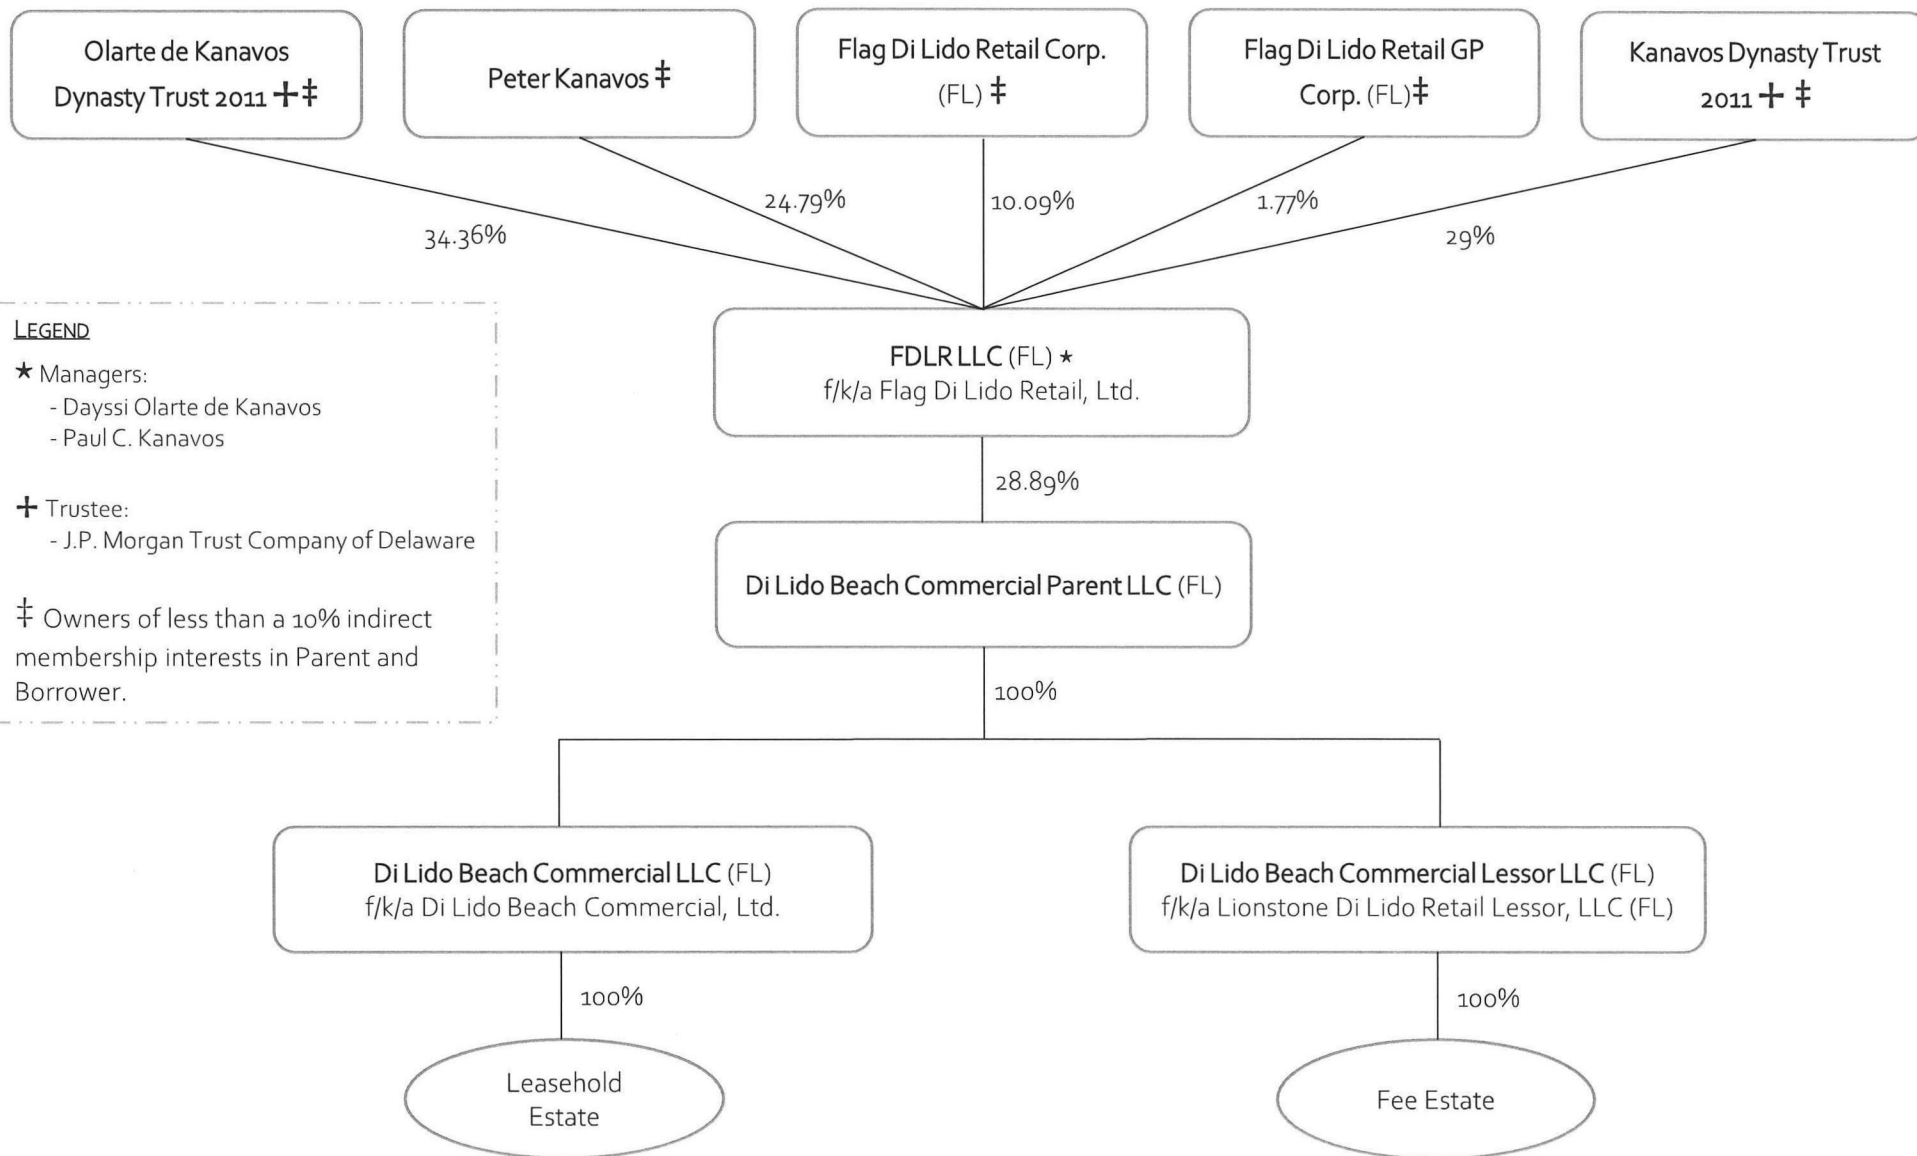 Olarte de Kanavos
Dynasty Trust 2011 ✢‡
Peter Kanavos ‡
Flag Di Lido Retail Corp.
(FL) ‡
Flag Di Lido Retail GP
Corp. (FL)‡
Kanavos Dynasty Trust
2011 ✢ ‡
34.36%
24.79%
10.09%
1.77%
29%
LEGEND
★ Managers:
- Dayssi Olarte de Kanavos
- Paul C. Kanavos
✢ Trustee:
- J.P. Morgan Trust Company of Delaware
‡ Owners of less than a 10% indirect
membership interests in Parent and
Borrower.
FDLR LLC (FL) ★
f/k/a Flag Di Lido Retail, Ltd.
28.89%
Di Lido Beach Commercial Parent LLC (FL)
100%
Di Lido Beach Commercial LLC (FL)
f/k/a Di Lido Beach Commercial, Ltd.
Di Lido Beach Commercial Lessor LLC (FL)
f/k/a Lionstone Di Lido Retail Lessor, LLC (FL)
100%
100%
Leasehold
Estate
Fee Estate